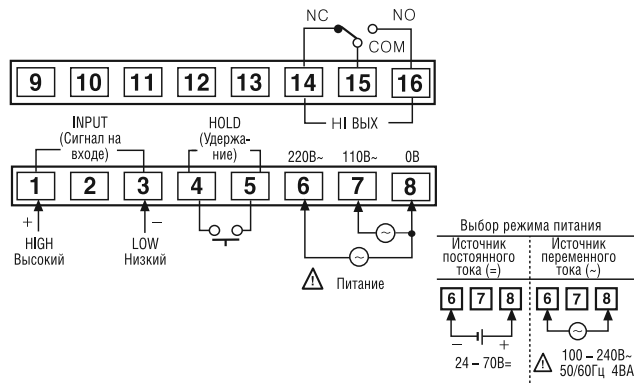 NC
NO
COM
9 10 11 12 13 14 15 16
HI ВЫХ
INPUT
(Сигнал на
входе)
HOLD
(Удержа-
ние)
220В~ 110В~ 0В
1 2 3 4 5 6 7 8
+
−
HIGH
Высокий
LOW
Низкий
~
~
⚠ Питание
Выбор режима питания
Источник
постоянного
тока (=)
Источник
переменного
тока (~)
6 7 8
6 7 8
− +
~
24 – 70В=
⚠ 100 – 240В~
50/60Гц 4ВА